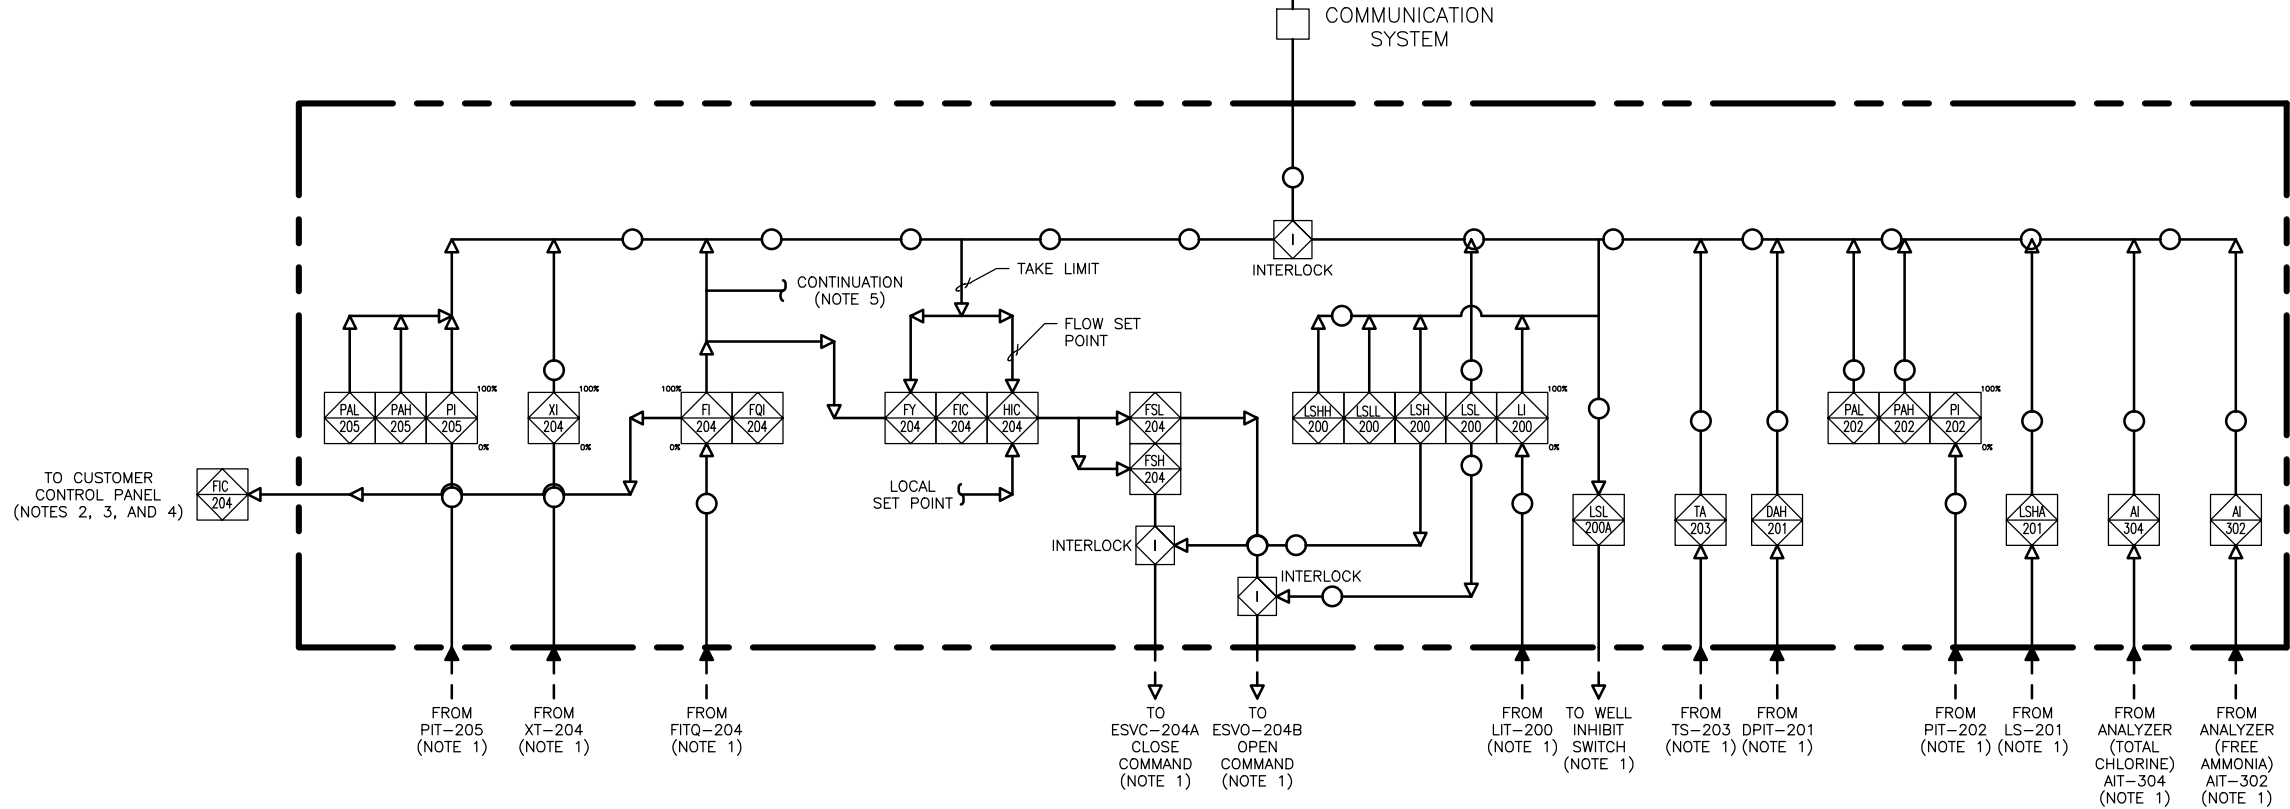 COMMUNICATION
SYSTEM
I
INTERLOCK
TAKE LIMIT
CONTINUATION
(NOTE 5)
FLOW SET
POINT
PAL
205
PAH
205
PI
205
100%
0%
XI
204
100%
0%
100%
0%
FI
204
FQI
204
FY
204
FIC
204
HIC
204
FSL
204
FSH
204
LSHH
200
LSLL
200
LSH
200
LSL
200
LI
200
100%
0%
PAL
202
PAH
202
PI
202
100%
0%
TO CUSTOMER
CONTROL PANEL
(NOTES 2, 3, AND 4)
FIC
204
LOCAL
SET POINT
LSL
200A
TA
203
DAH
201
LSHA
201
AI
304
AI
302
INTERLOCK
I
INTERLOCK
I
FROM
PIT-205
(NOTE 1)
FROM
XT-204
(NOTE 1)
FROM
FITQ-204
(NOTE 1)
TO
ESVC-204A
CLOSE
COMMAND
(NOTE 1)
TO
ESVO-204B
OPEN
COMMAND
(NOTE 1)
FROM
LIT-200
(NOTE 1)
TO WELL
INHIBIT
SWITCH
(NOTE 1)
FROM
TS-203
(NOTE 1)
FROM
DPIT-201
(NOTE 1)
FROM
PIT-202
(NOTE 1)
FROM
LS-201
(NOTE 1)
FROM
ANALYZER
(TOTAL
CHLORINE)
AIT-304
(NOTE 1)
FROM
ANALYZER
(FREE
AMMONIA)
AIT-302
(NOTE 1)